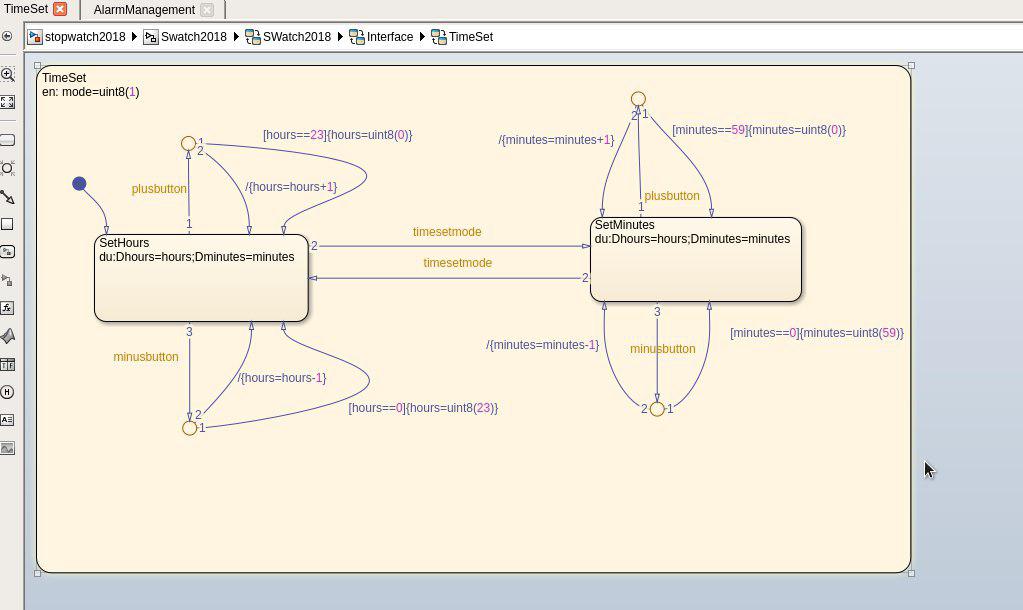 TimeSet
AlarmManagement
stopwatch2018 Swatch2018 SWatch2018 Interface TimeSet
TimeSet
en: mode=uint8(1)
1
2
[hours==23]{hours=uint8(0)}
/{hours=hours+1}
plusbutton
1
SetHours
du:Dhours=hours;Dminutes=minutes
2
timesetmode
timesetmode
2
3
minusbutton
/{hours=hours-1}
2
1
[hours==0]{hours=uint8(23)}
2
1
/{minutes=minutes+1}
[minutes==59]{minutes=uint8(0)}
plusbutton
1
SetMinutes
du:Dhours=hours;Dminutes=minutes
3
/{minutes=minutes-1}
minusbutton
[minutes==0]{minutes=uint8(59)}
2
1